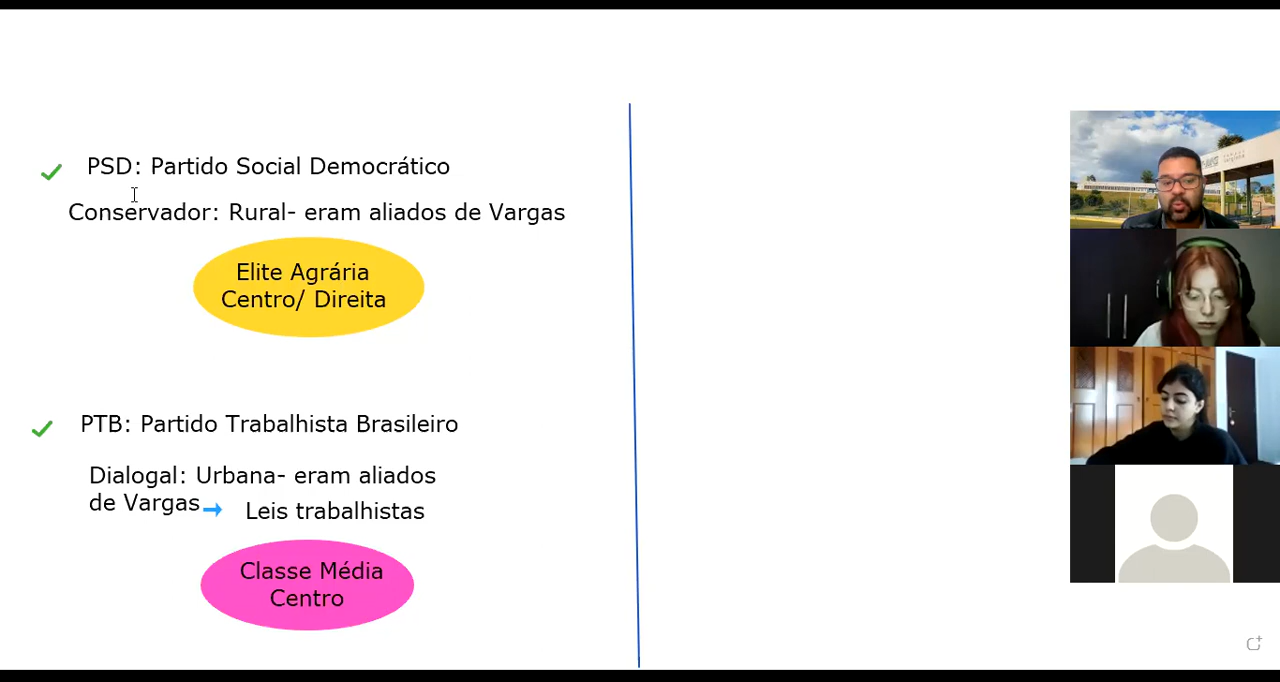 PSD: Partido Social Democrático
Conservador: Rural- eram aliados de Vargas
Elite Agrária
Centro/ Direita
PTB: Partido Trabalhista Brasileiro
Dialogal: Urbana- eram aliados
de Vargas
Leis trabalhistas
Classe Média
Centro